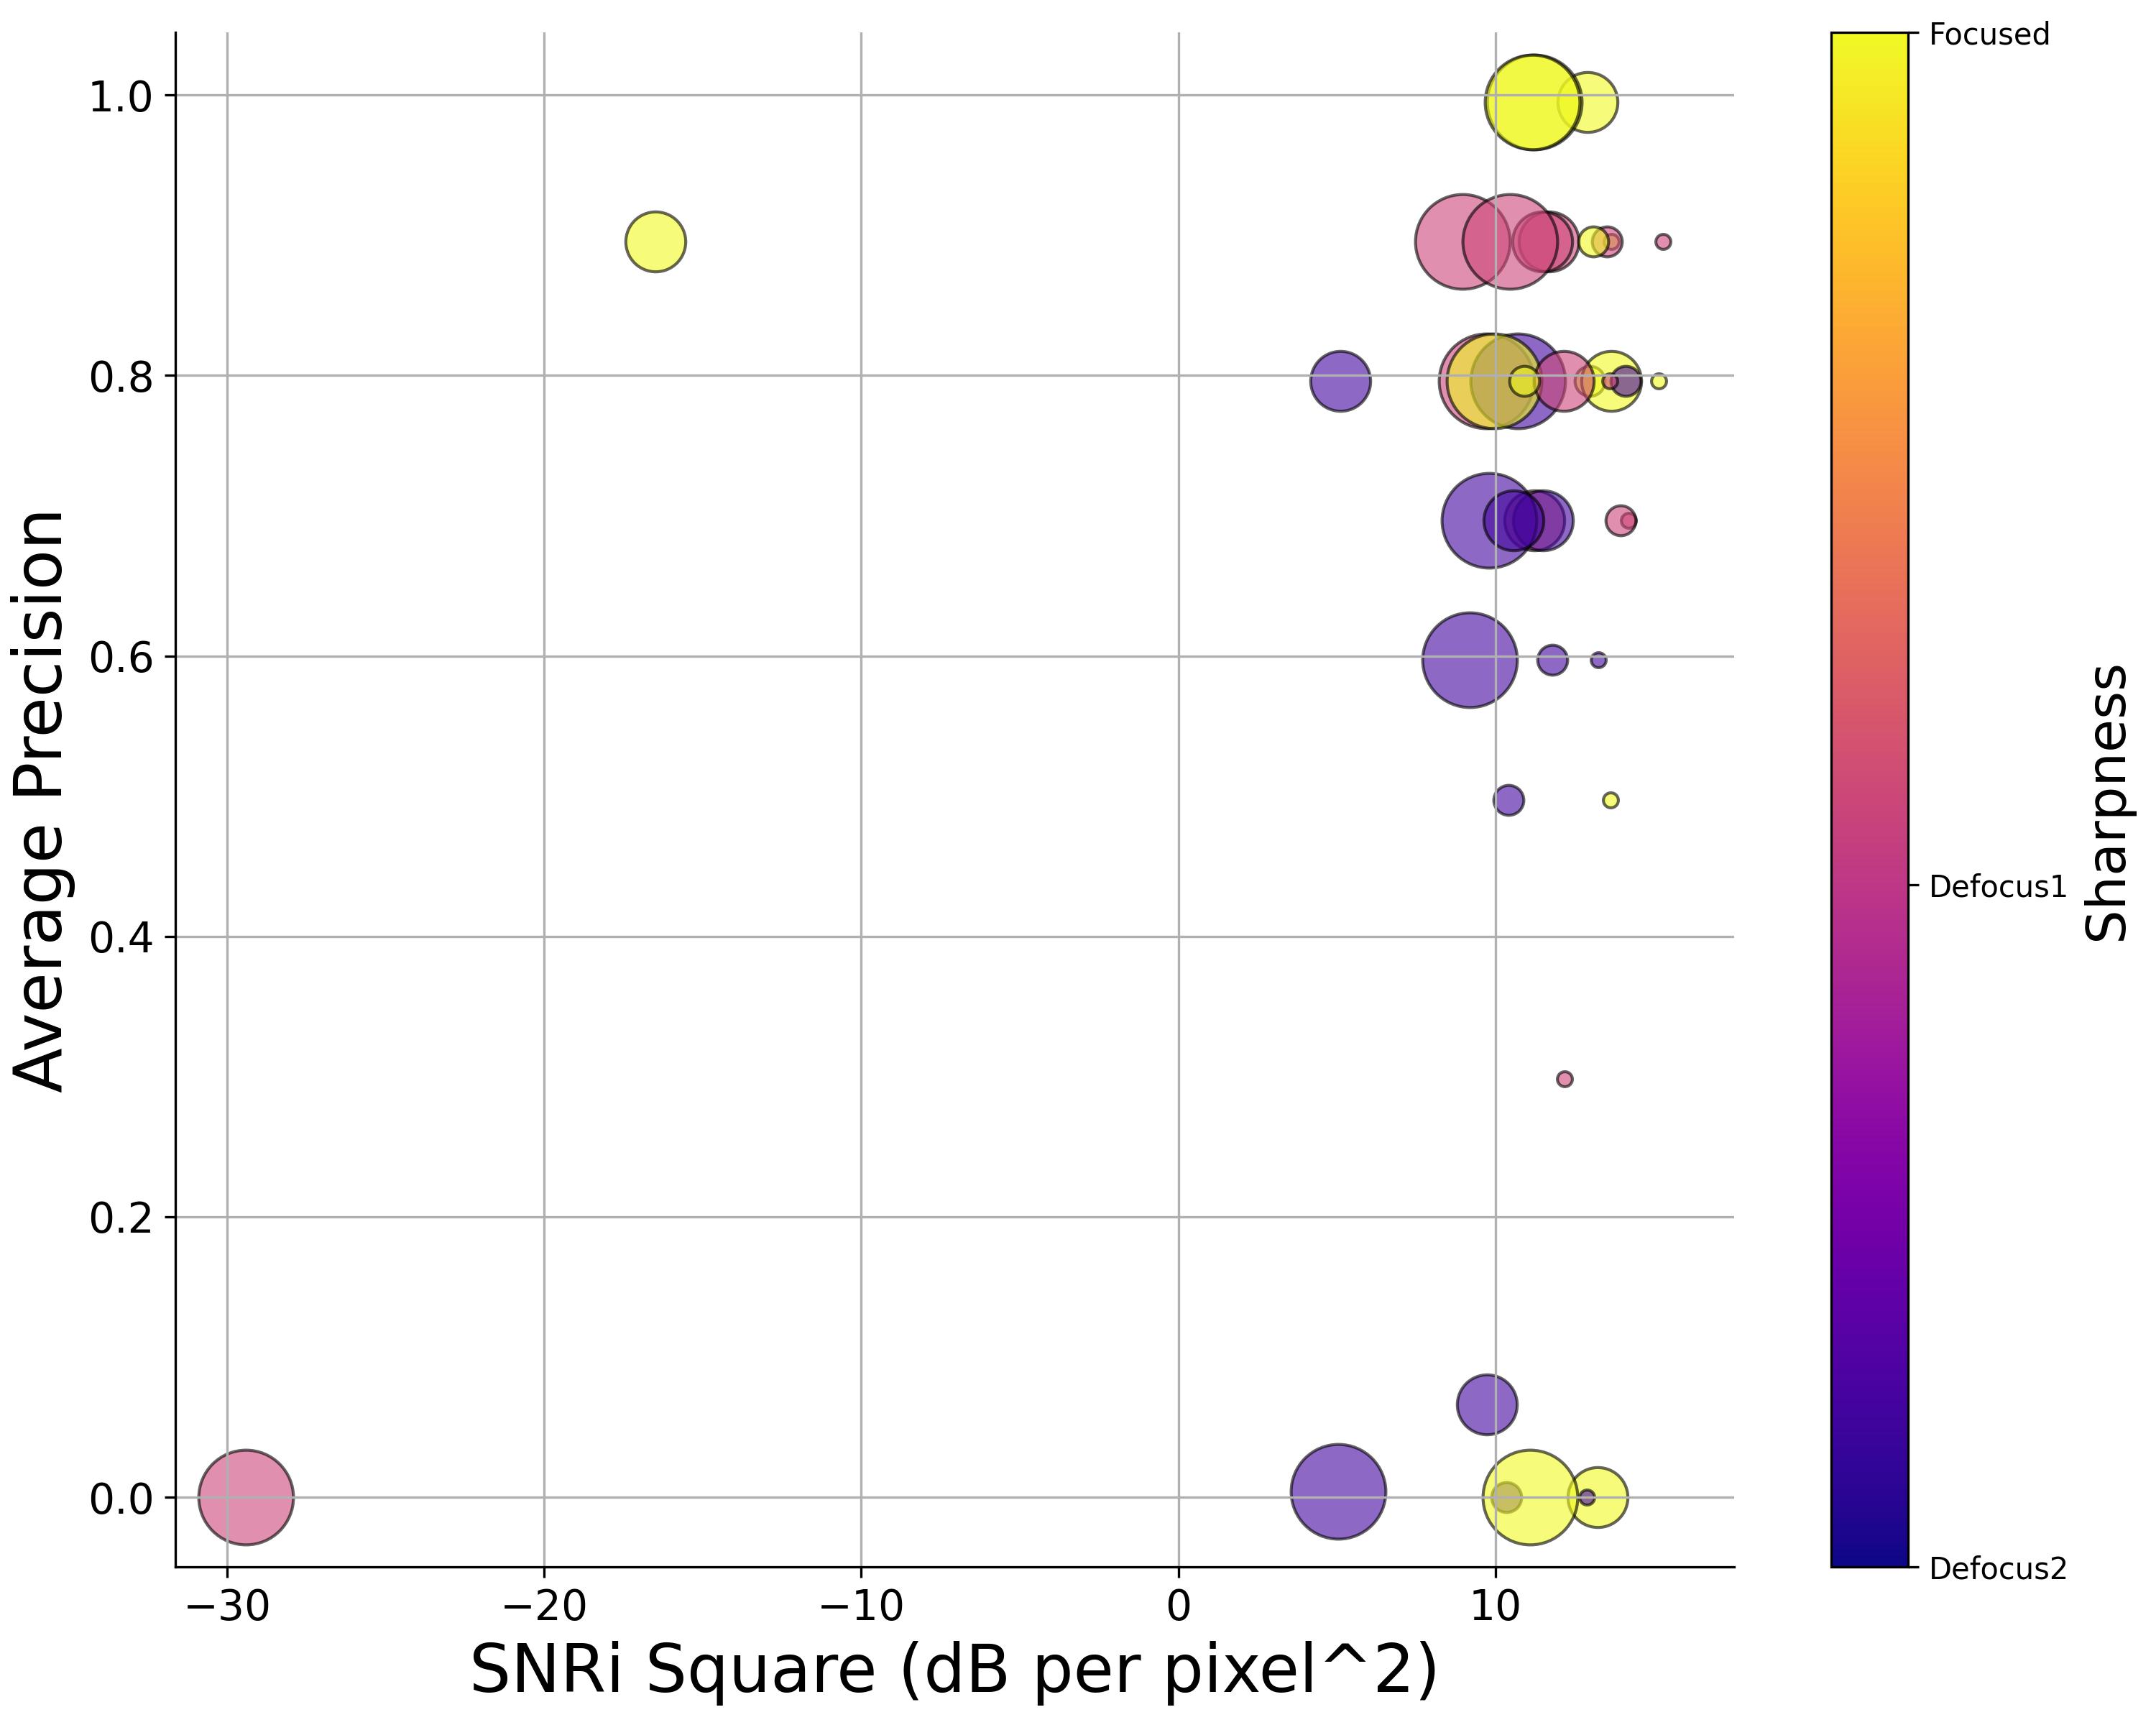 Average Precision
1.0
0.8
0.6
0.4
0.2
0.0
−30 −20 −10 0 10
SNRi Square (dB per pixel^2)
Focused
Defocus1
Defocus2
Sharpness